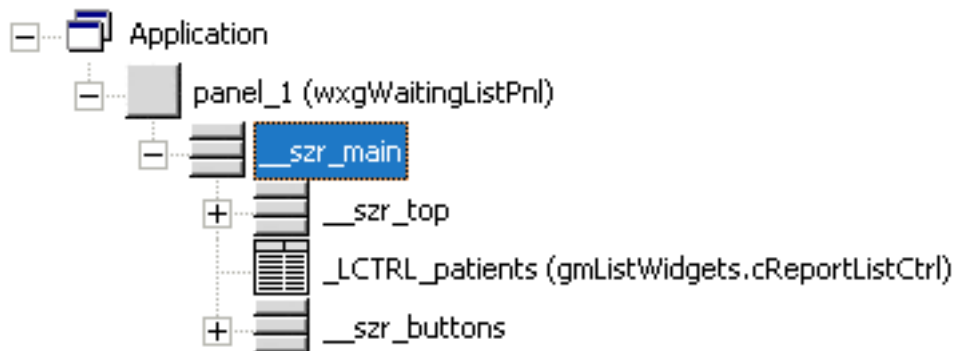 Application
panel_1 (wxgWaitingListPnl)
__szr_main
__szr_top
_LCTRL_patients (gmListWidgets.cReportListCtrl)
__szr_buttons